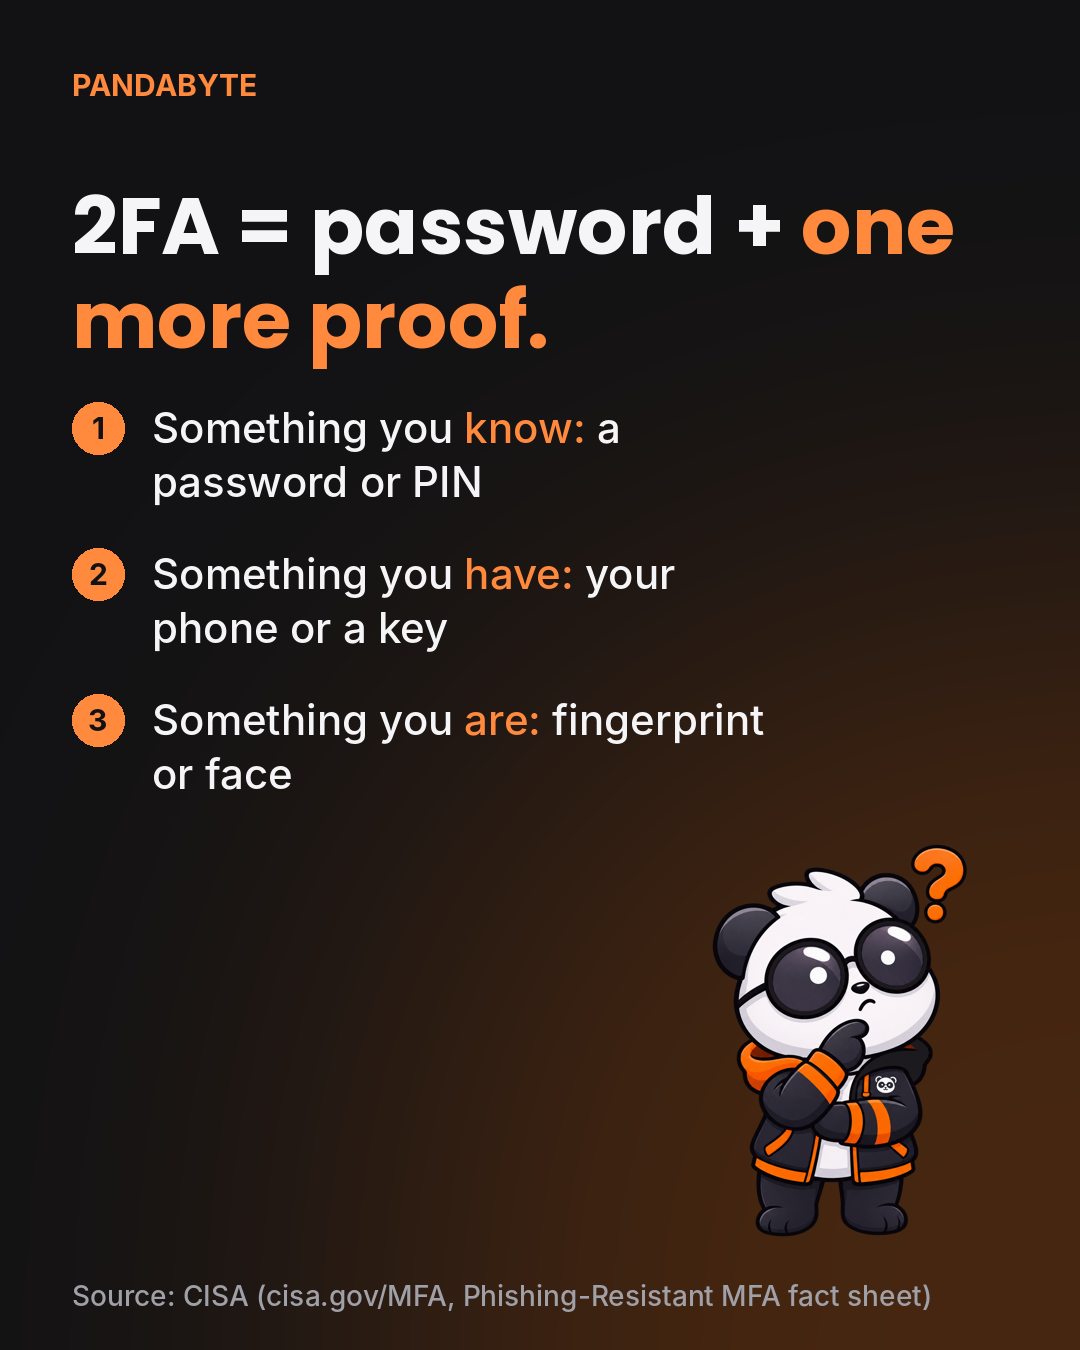 PANDABYTE
2FA = password + one
more proof.
1 Something you know: a
password or PIN
2 Something you have: your
phone or a key
3 Something you are: fingerprint
or face
?
Source: CISA (cisa.gov/MFA, Phishing-Resistant MFA fact sheet)